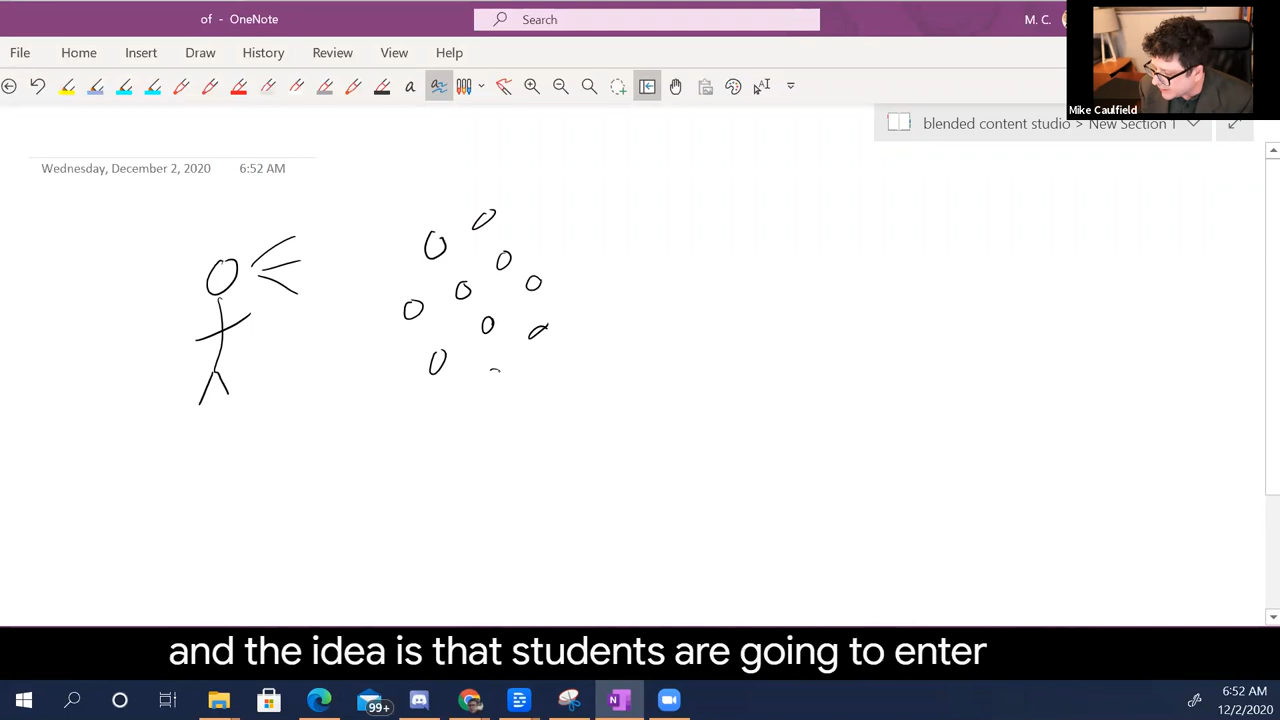 of - OneNote
Search
M. C.
File Home Insert Draw History Review View Help
a
Mike Caulfield
blended content studio > New Section 1
Wednesday, December 2, 2020 6:52 AM
and the idea is that students are going to enter
99+
N
6:52 AM
12/2/2020